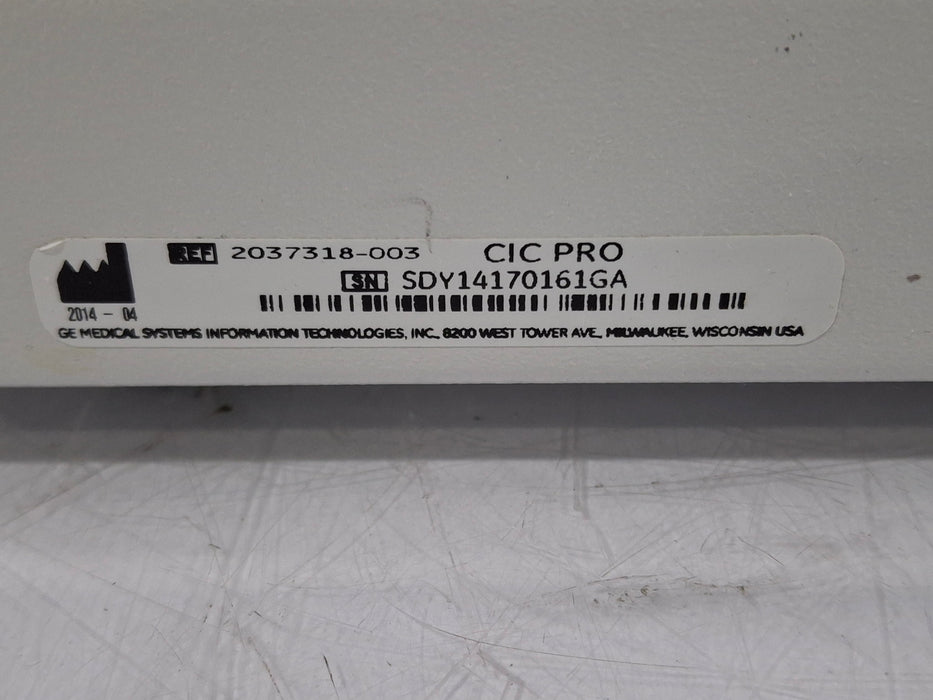 REF 2037318-003 CIC PRO
SN SDY14170161GA
2014 - 04
GE MEDICAL SYSTEMS INFORMATION TECHNOLOGIES, INC., 8200 WEST TOWER AVE., MILWAUKEE, WISCONSIN USA